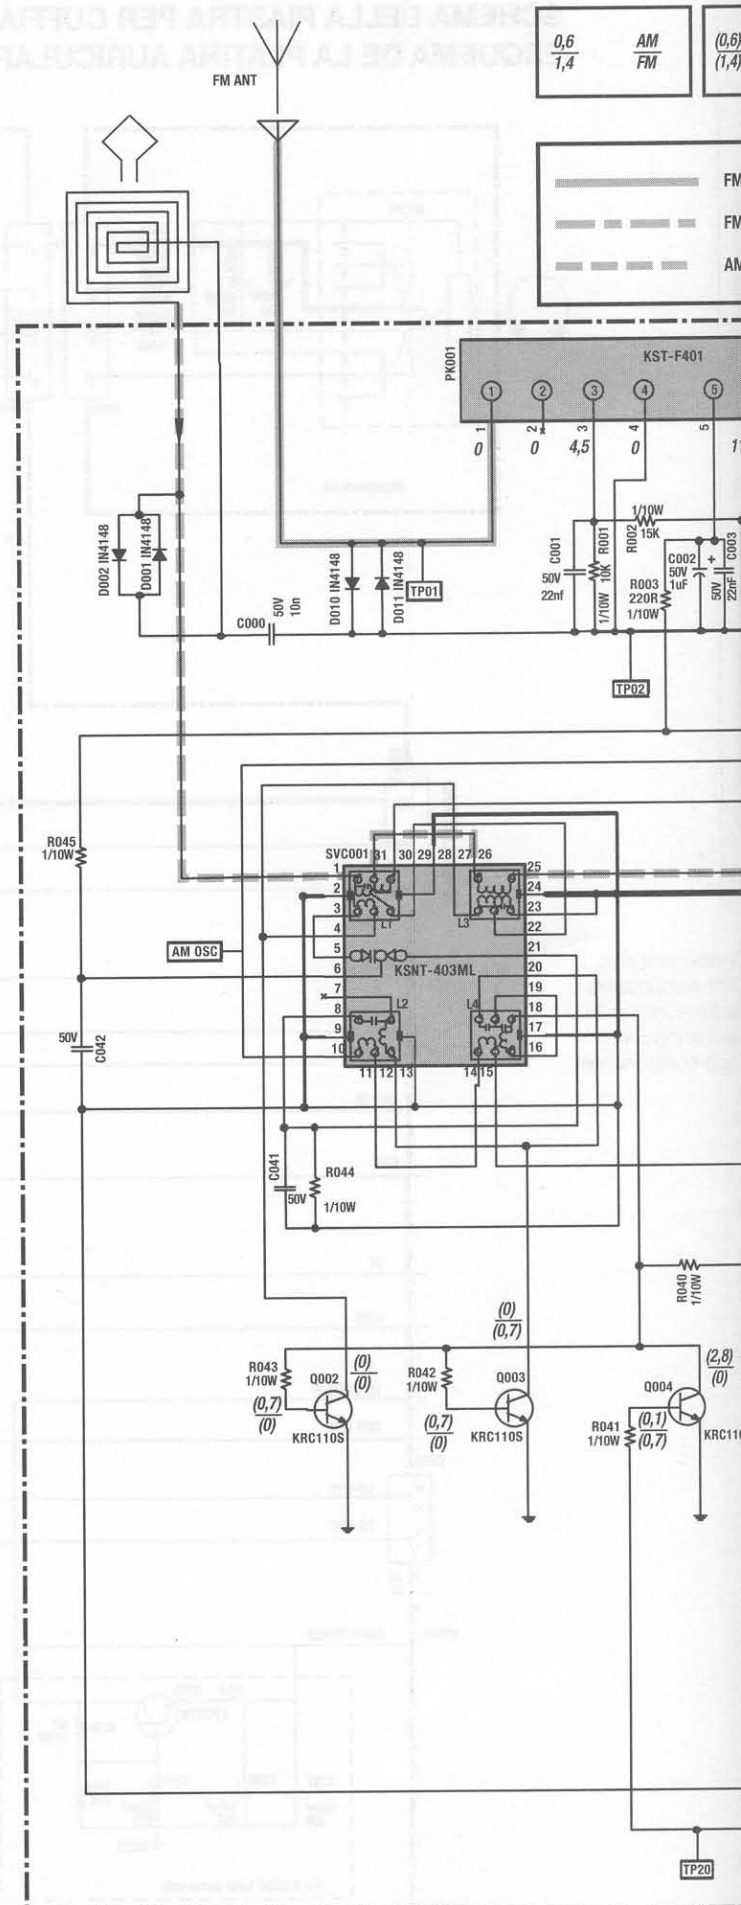 SCHEMA DELLA PIASTRA PER CUFFIA
ESQUEMA DE LA PLATINA AURICULAR
FM ANT
0,6
1,4
AM
FM
(0,6)
(1,4)
FM
FM
AM
PK001
KST-F401
1
2
3
4
5
1
2
3
4
5
0
0
4,5
0
D002 IN4148
D001 IN4148
C000
50V
10n
D010 IN4148
D011 IN4148
TP01
C001
50V
22nf
R001
10K
1/10W
R002
1/10W
15K
R003
220R
1/10W
C002
50V
1uF
+
C003
50V
22nF
TP02
R045
1/10W
SVC001
31
30
29
28
27
26
1
2
3
4
5
6
7
8
9
10
25
24
23
22
21
20
19
18
17
16
L1
L3
KSNT-403ML
L2
L4
11
12
13
14
15
AM OSC
50V
C042
C041
50V
R044
1/10W
R040
1/10W
(0)
(0,7)
R043
1/10W
Q002
(0)
(0)
(0,7)
(0)
KRC110S
R042
1/10W
Q003
(0,7)
(0)
KRC110S
(2,8)
(0)
Q004
R041
1/10W
(0,1)
(0,7)
KRC110
TP20